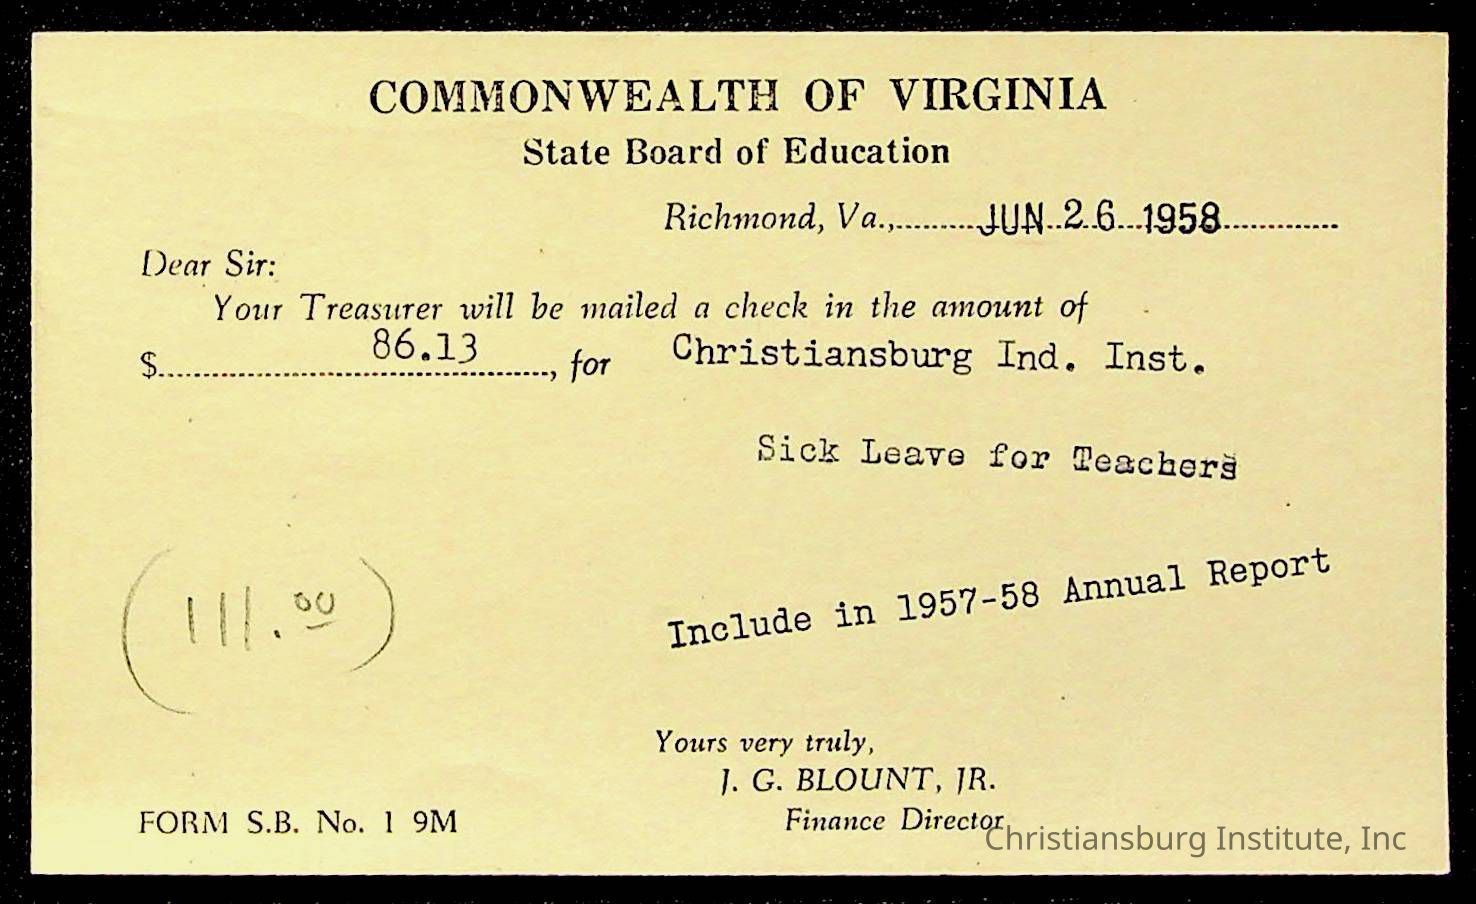 COMMONWEALTH OF VIRGINIA
State Board of Education
Richmond, Va., JUN 26 1958
Dear Sir:
Your Treasurer will be mailed a check in the amount of
$ 86.13, for Christiansburg Ind. Inst.
Sick Leave for Teachers
(111.00)
Include in 1957-58 Annual Report
Yours very truly,
J. G. BLOUNT, JR.
FORM S.B. No. 1 9M
Finance Director
Christiansburg Institute, Inc